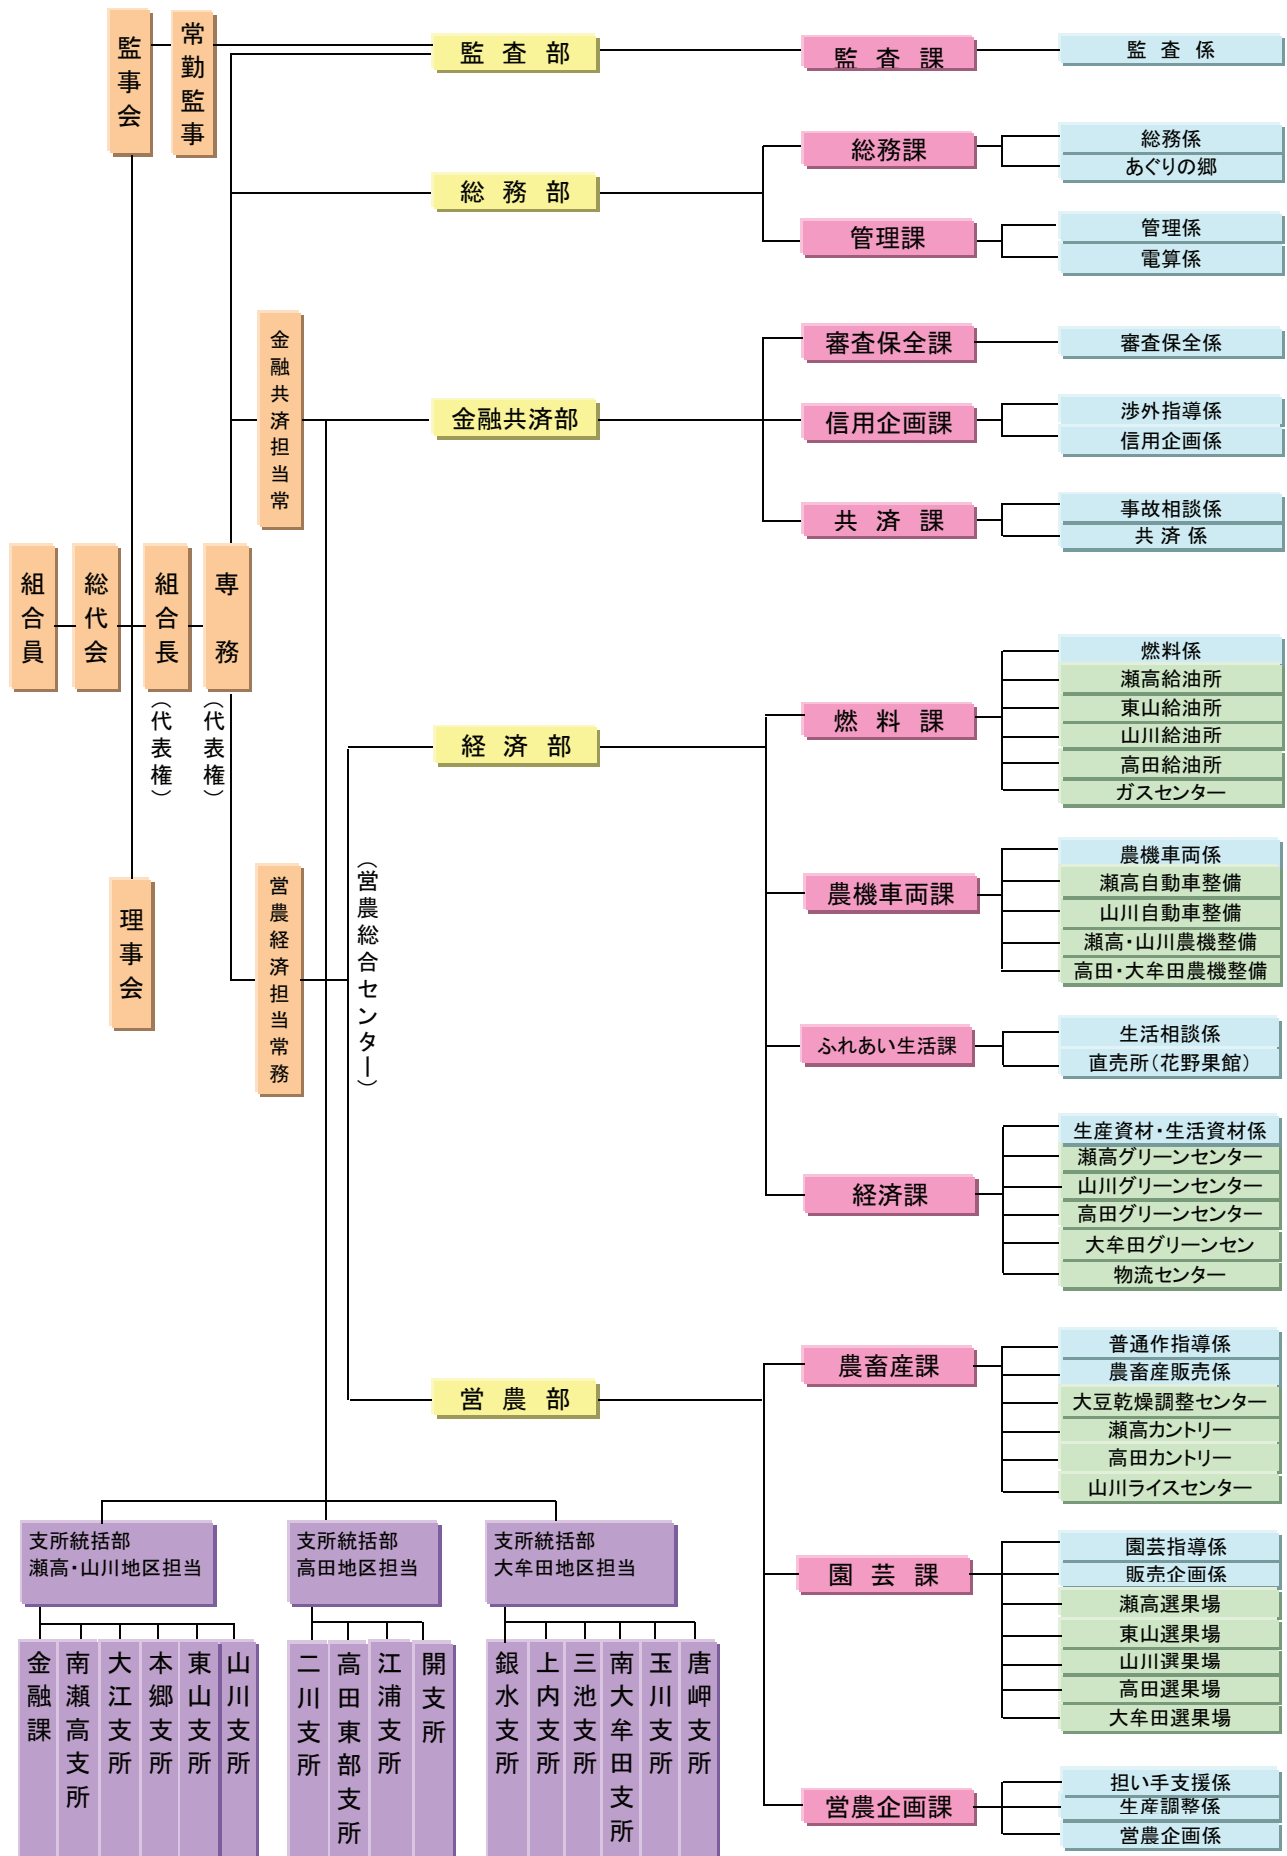 監事会
常勤監事
監査部
監査課
監査係
総務部
総務課
総務係
あぐりの郷
管理課
管理係
電算係
金融共済担当常
金融共済部
審査保全課
審査保全係
信用企画課
渉外指導係
信用企画係
共済課
事故相談係
共済係
組合員
総代会
組合長
(代表権)
専務
(代表権)
理事会
営農経済担当常務
(営農総合センター)
経済部
燃料課
燃料係
瀬高給油所
東山給油所
山川給油所
高田給油所
ガスセンター
農機車両課
農機車両係
瀬高自動車整備
山川自動車整備
瀬高・山川農機整備
高田・大牟田農機整備
ふれあい生活課
生活相談係
直売所(花野果館)
経済課
生産資材・生活資材係
瀬高グリーンセンター
山川グリーンセンター
高田グリーンセンター
大牟田グリーンセン
物流センター
営農部
農畜産課
普通作指導係
農畜産販売係
大豆乾燥調整センター
瀬高カントリー
高田カントリー
山川ライスセンター
園芸課
園芸指導係
販売企画係
瀬高選果場
東山選果場
山川選果場
高田選果場
大牟田選果場
営農企画課
担い手支援係
生産調整係
営農企画係
支所統括部
瀬高・山川地区担当
金融課
南瀬高支所
大江支所
本郷支所
東山支所
山川支所
支所統括部
高田地区担当
二川支所
高田東部支所
江浦支所
開支所
支所統括部
大牟田地区担当
銀水支所
上内支所
三池支所
南大牟田支所
玉川支所
唐岬支所